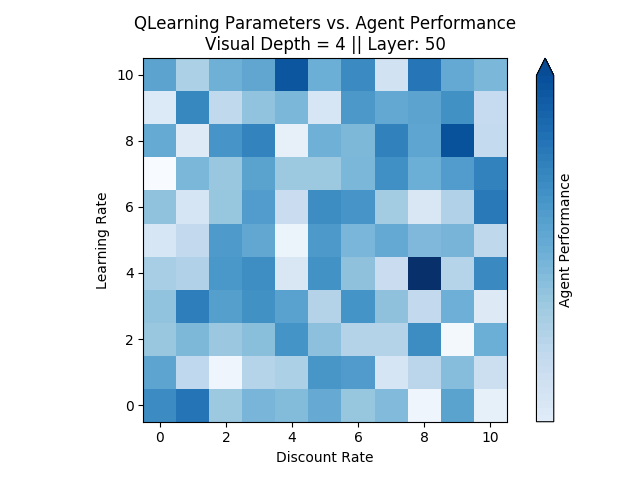 QLearning Parameters vs. Agent Performance
Visual Depth = 4 || Layer: 50
10
8
6
4
2
0
Learning Rate
0 2 4 6 8 10
Discount Rate
Agent Performance